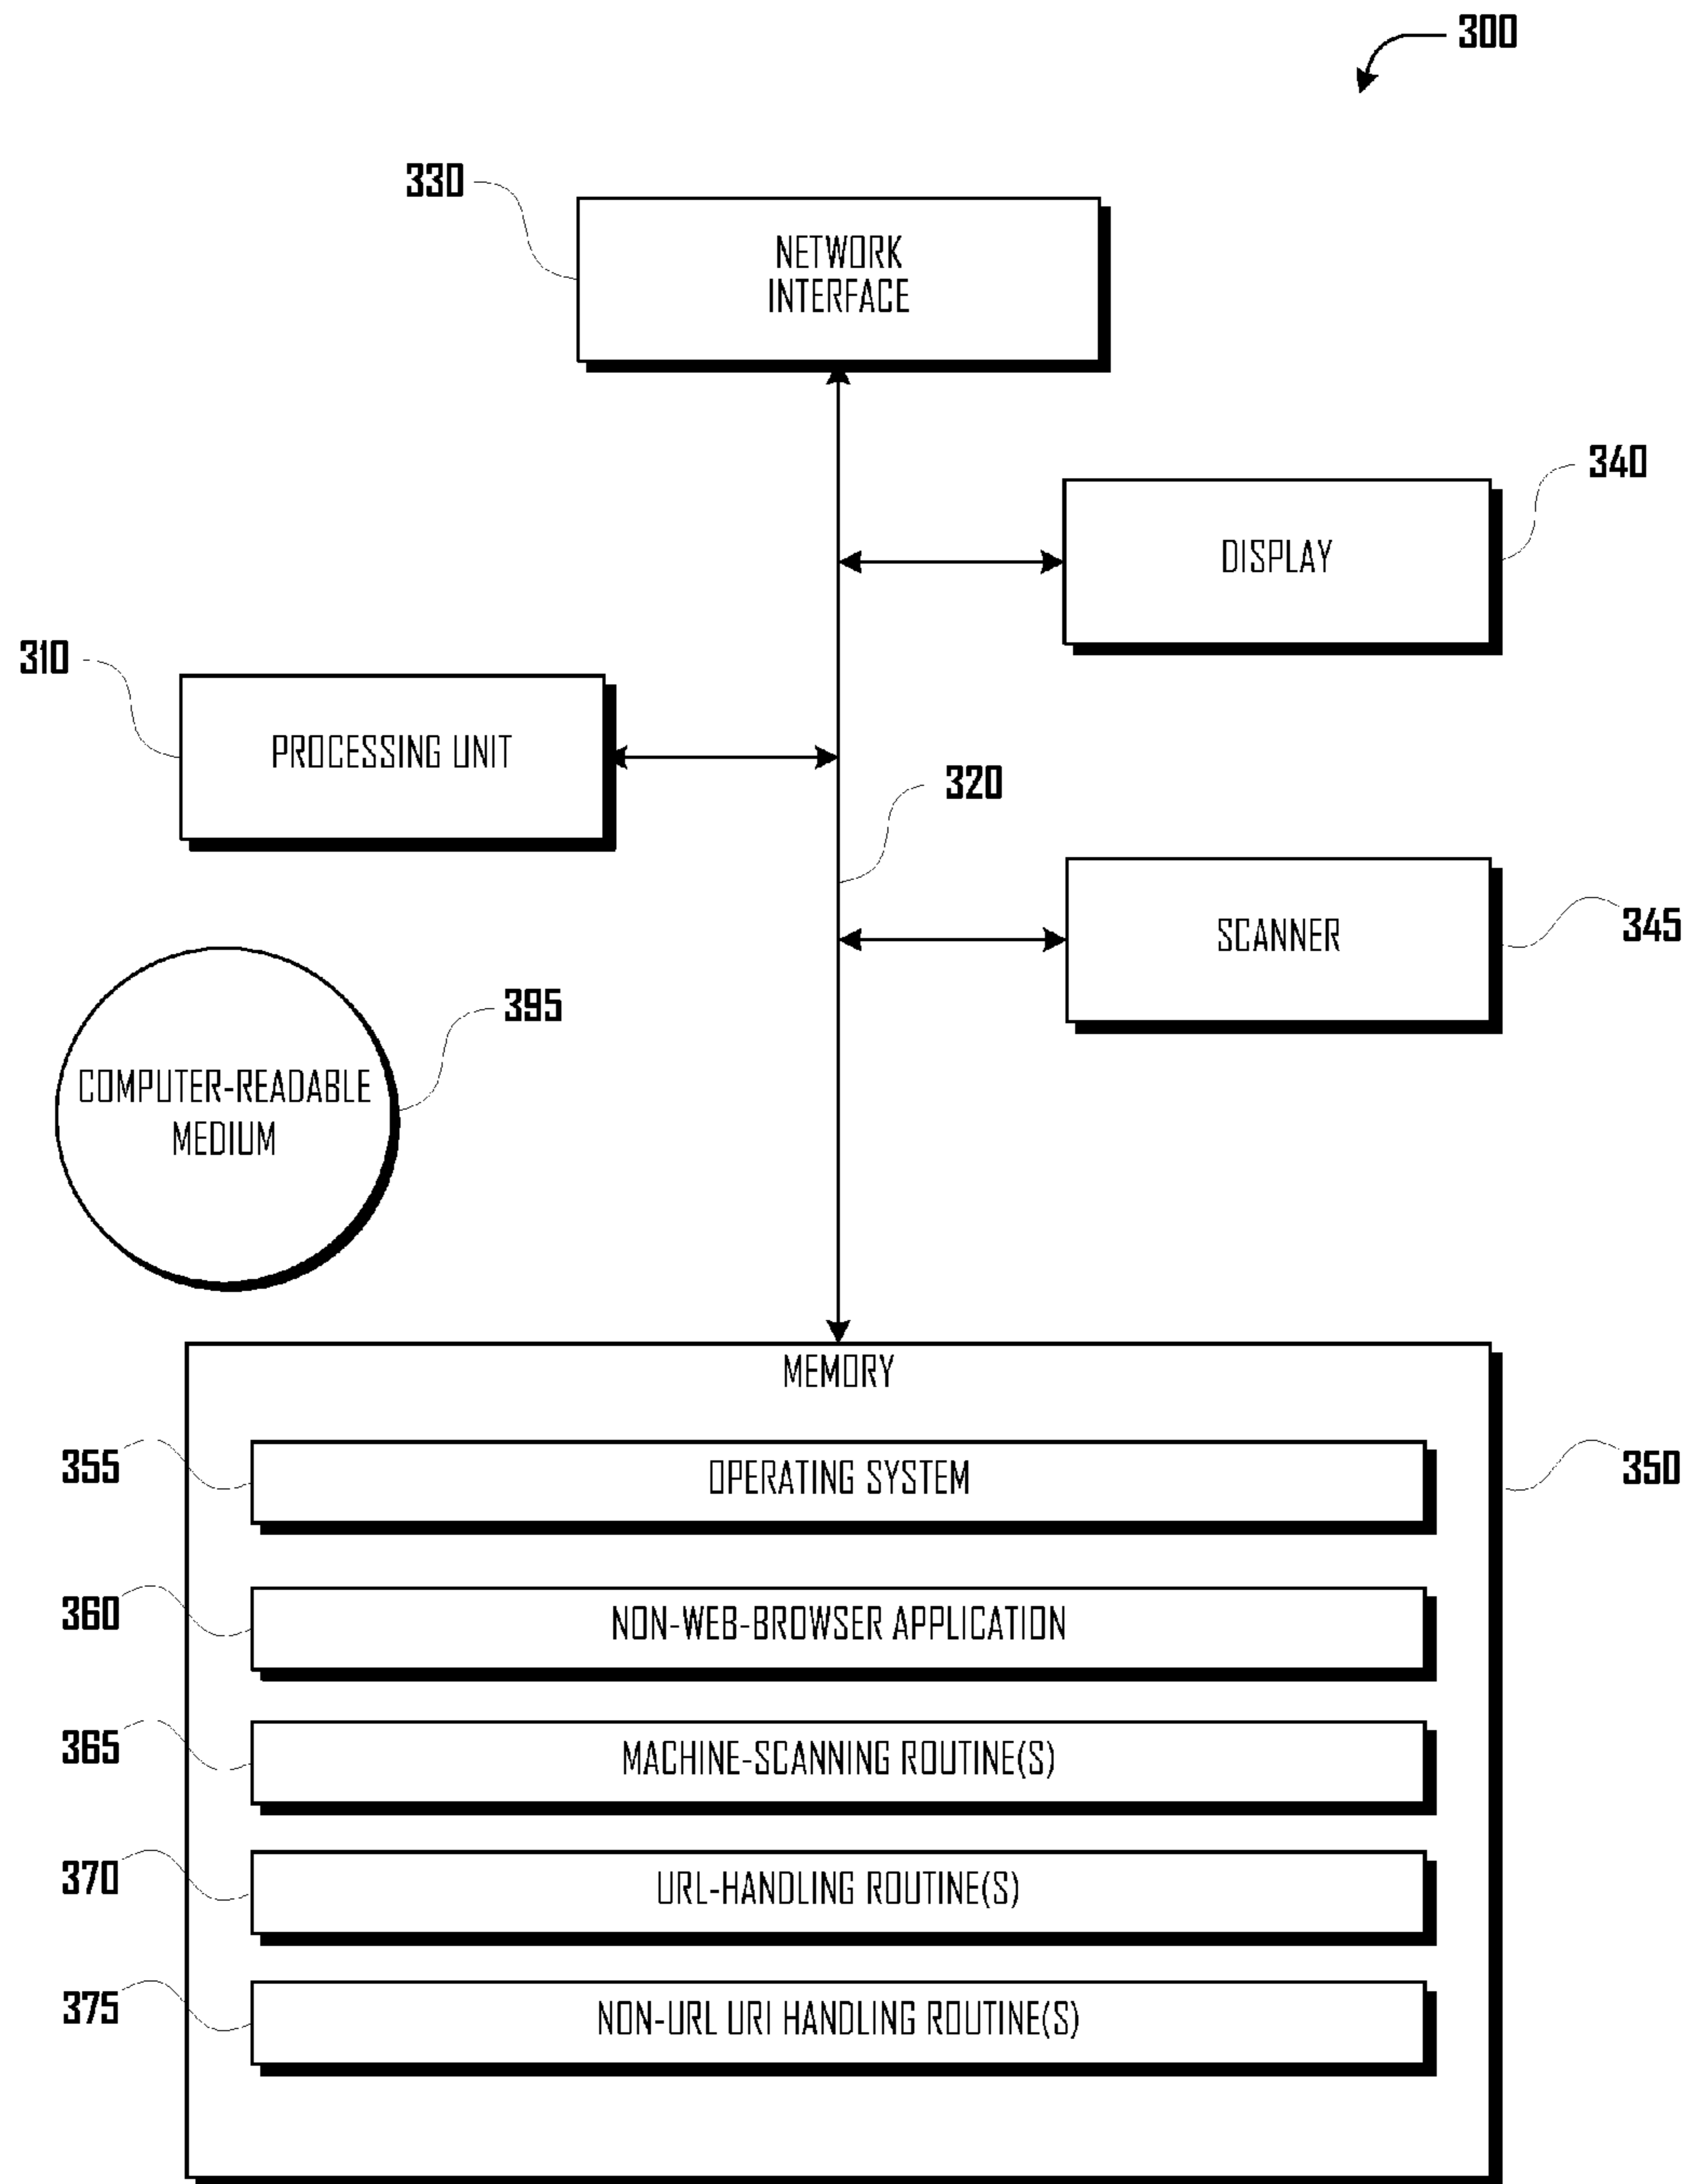 300
330
NETWORK
INTERFACE
340
DISPLAY
310
PROCESSING UNIT
320
345
SCANNER
395
COMPUTER-READABLE
MEDIUM
MEMORY
355
OPERATING SYSTEM
350
360
NON-WEB-BROWSER APPLICATION
365
MACHINE-SCANNING ROUTINE(S)
370
URL-HANDLING ROUTINE(S)
375
NON-URL URI HANDLING ROUTINE(S)